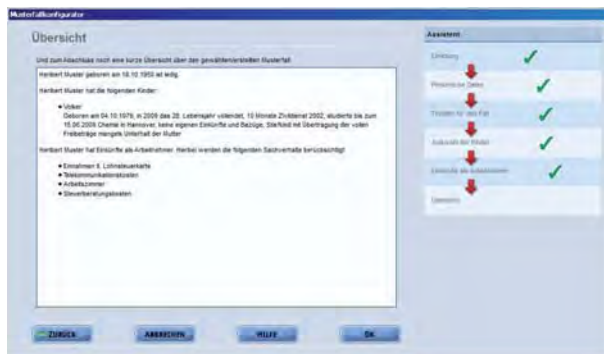 Musterfallkonfigurator
Übersicht
Und zum Abschluss noch eine kurze Übersicht über den gewählten/erstellten Musterfall
Heribert Muster geboren am 18.10.1950 ist ledig.
Heribert Muster hat die folgenden Kinder:
Volker
Geboren am 04.10.1979, in 2009 das 28. Lebensjahr vollendet, 10 Monate Zivildienst 2002, studierte bis zum
15.06.2009 Chemie in Hannover, keine eigenen Einkünfte und Bezüge, Stiefkind mit Übertragung der vollen
Freibeträge mangels Unterhalt der Mutter
Heribert Muster hat Einkünfte als Arbeitnehmer. Hierbei werden die folgenden Sachverhalte berücksichtigt:
Einnahmen lt. Lohnsteuerkarte
Telekommunikationskosten
Arbeitszimmer
Steuerberatungskosten
ZURÜCK
ABBRECHEN
HILFE
OK
Assistent
Einleitung
Persönliche Daten
Auswahl der Kinder
Einkünfte als Arbeitnehmer
Übersicht